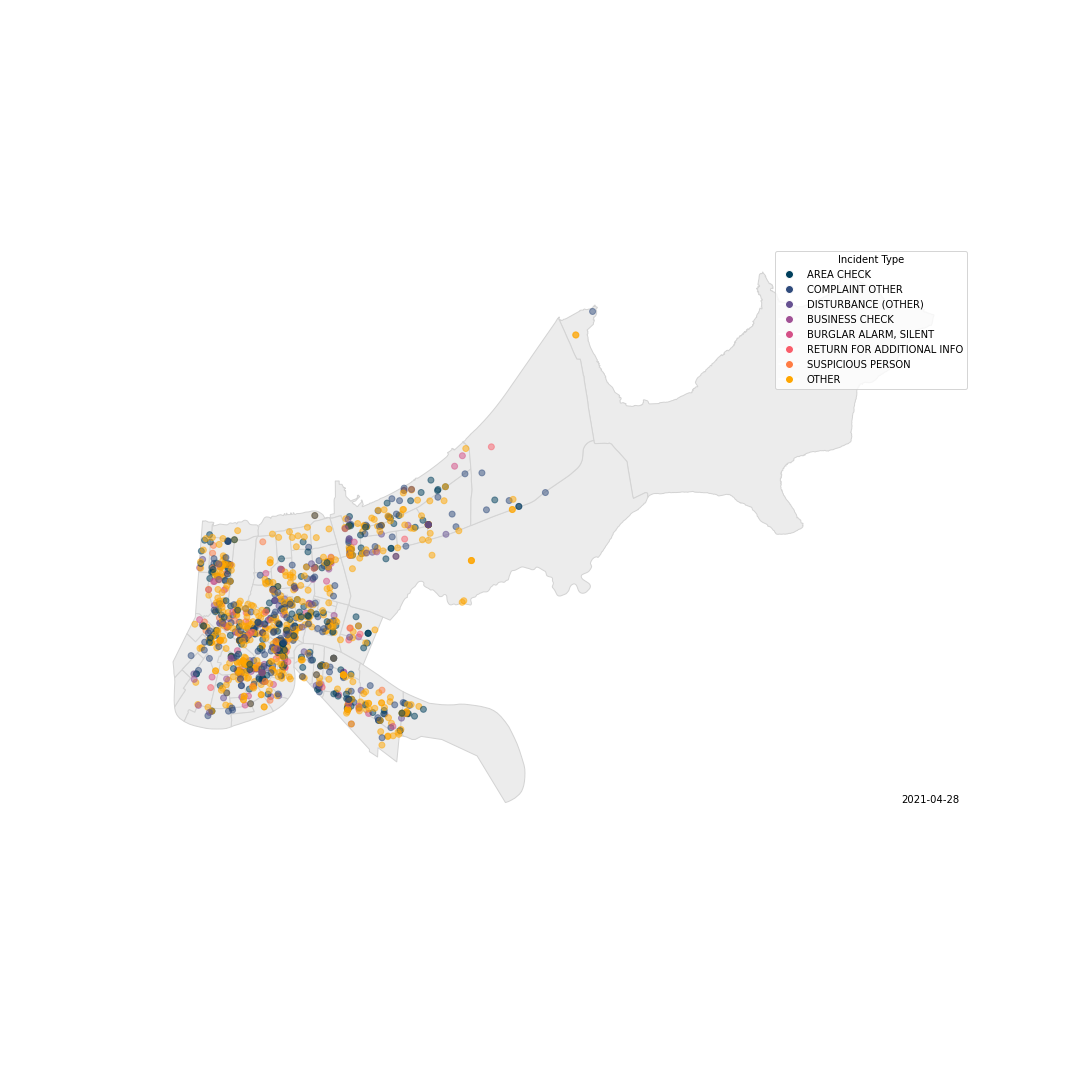 Incident Type
AREA CHECK
COMPLAINT OTHER
DISTURBANCE (OTHER)
BUSINESS CHECK
BURGLAR ALARM, SILENT
RETURN FOR ADDITIONAL INFO
SUSPICIOUS PERSON
OTHER
2021-04-28